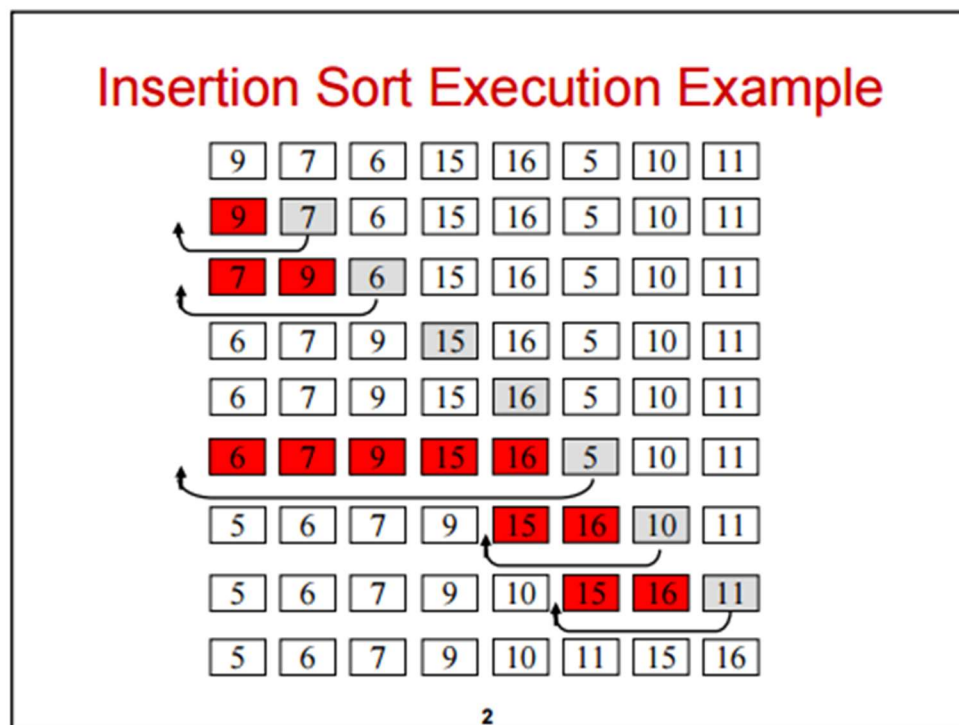 Insertion Sort Execution Example
9 7 6 15 16 5 10 11
9 7 6 15 16 5 10 11
7 9 6 15 16 5 10 11
6 7 9 15 16 5 10 11
6 7 9 15 16 5 10 11
6 7 9 15 16 5 10 11
5 6 7 9 15 16 10 11
5 6 7 9 10 15 16 11
5 6 7 9 10 11 15 16
2